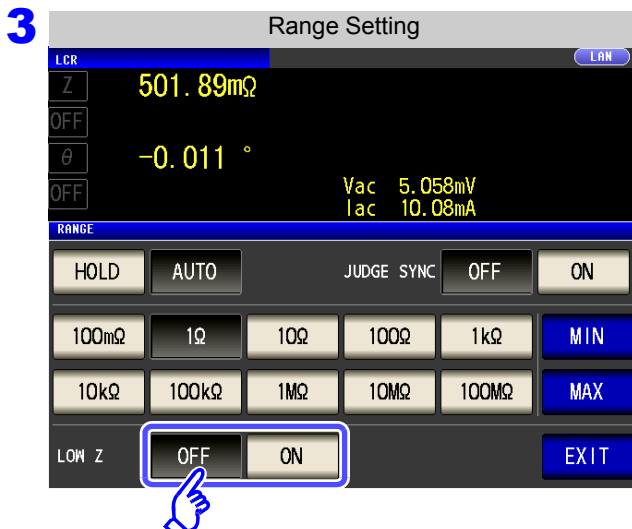 3
Range Setting
LCR LAN
Z 501.89mΩ
OFF
θ -0.011 °
OFF
Vac 5.058mV
Iac 10.08mA
RANGE
HOLD AUTO JUDGE SYNC OFF ON
100mΩ 1Ω 10Ω 100Ω 1kΩ MIN
10kΩ 100kΩ 1MΩ 10MΩ 100MΩ MAX
LOW Z OFF ON EXIT